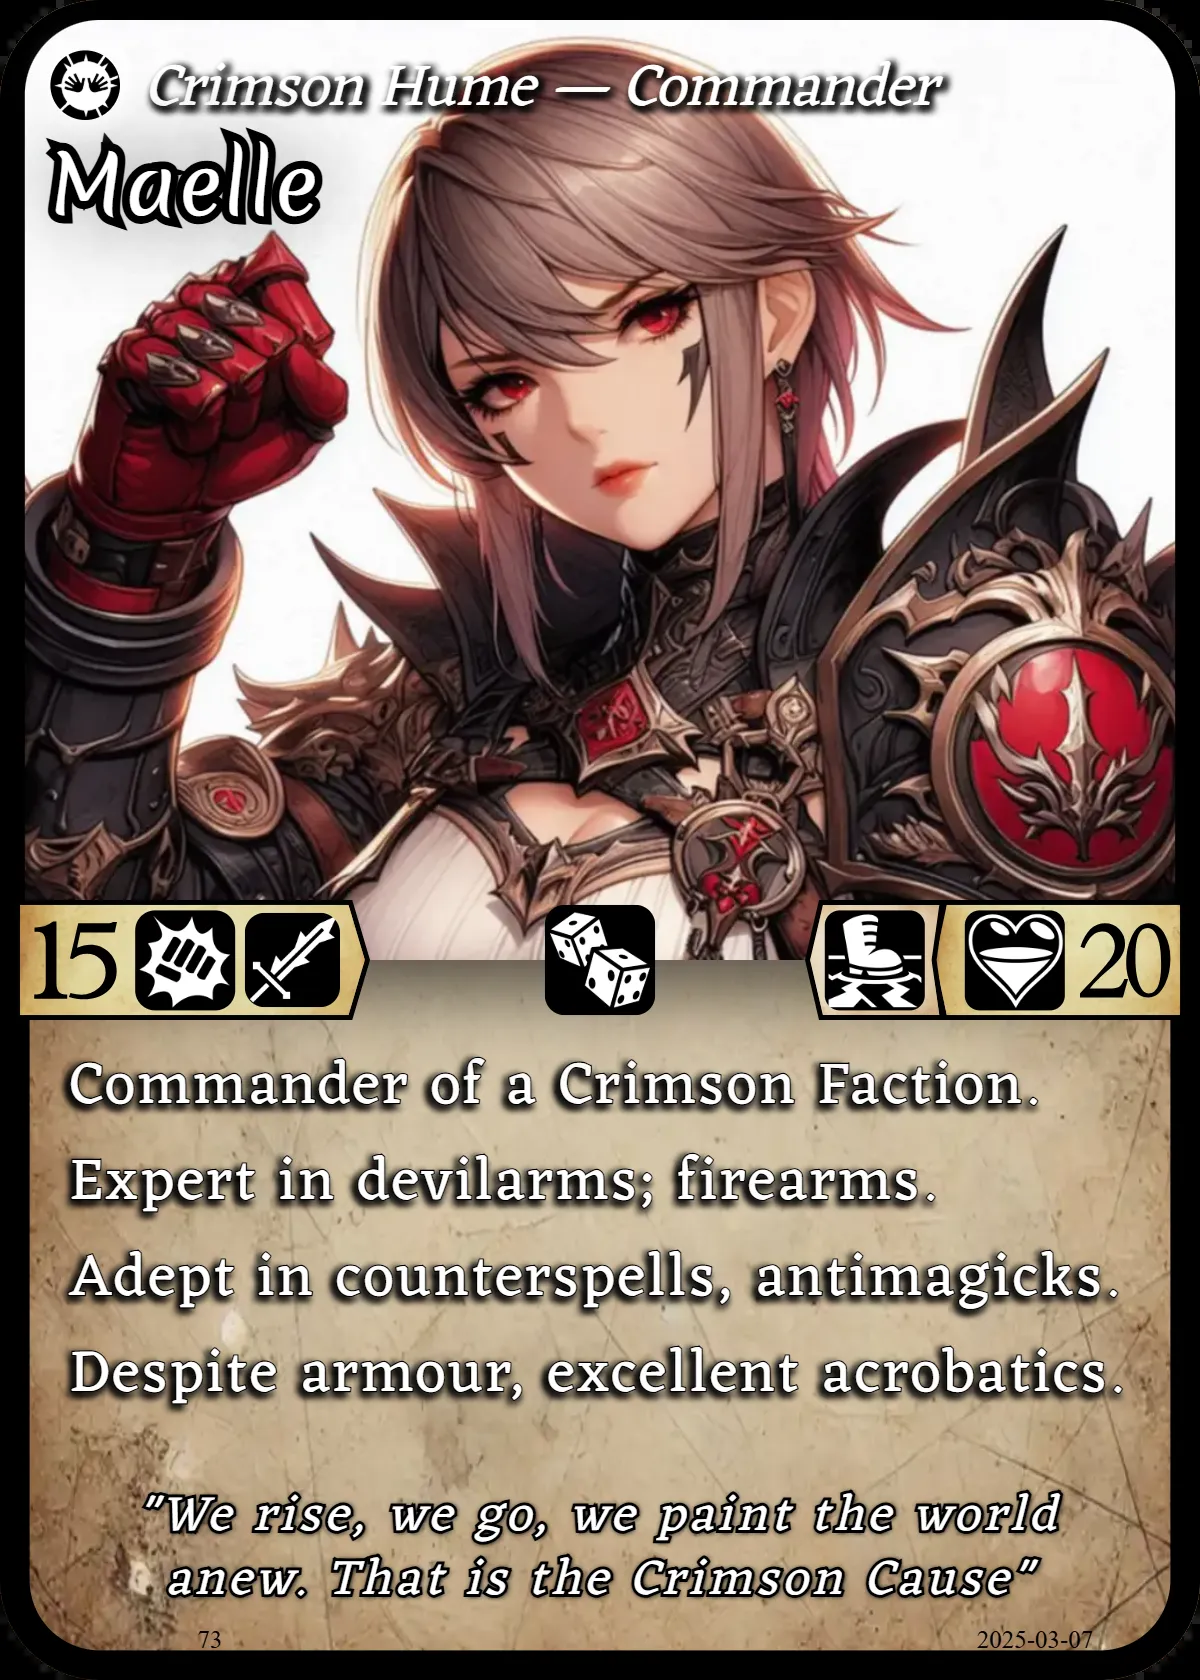 Crimson Hume — Commander
Maelle
15
20
Commander of a Crimson Faction.
Expert in devilarms; firearms.
Adept in counterspells, antimagicks.
Despite armour, excellent acrobatics.
"We rise, we go, we paint the world
anew. That is the Crimson Cause"
73
2025-03-07